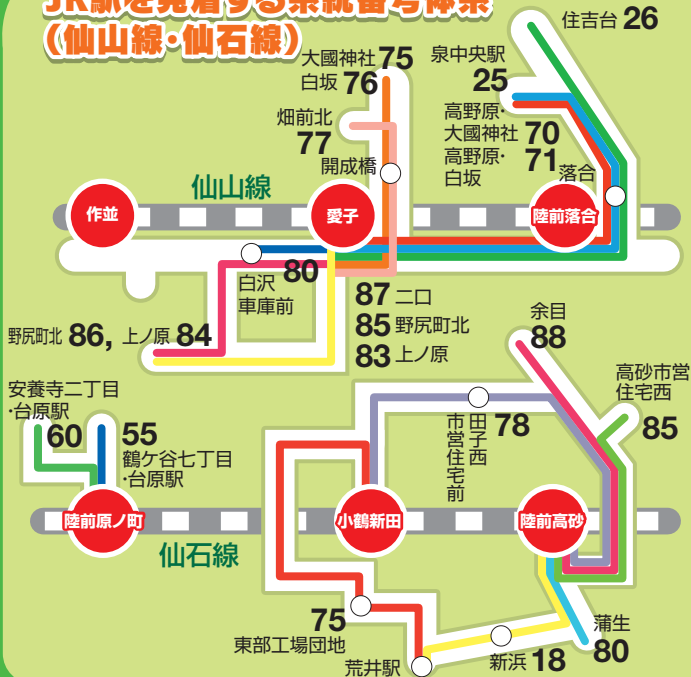 JR駅を発着する系統番号体系
(仙山線・仙石線)
住吉台 26
大國神社 75
白坂 76
泉中央駅
25
畑前北
77
高野原・
大國神社 70
高野原・ 71
白坂
開成橋
落合
仙山線
作並
愛子
陸前落合
白沢 80
車庫前
87 二口
85 野尻町北
83 上ノ原
野尻町北 86, 上ノ原 84
余目
88
高砂市営
住宅西
85
安養寺二丁目
・台原駅
60
55
鶴ケ谷七丁目
・台原駅
田子西
市営住宅前
78
陸前原ノ町
小鶴新田
陸前高砂
仙石線
75
東部工場団地
荒井駅
新浜 18
蒲生
80